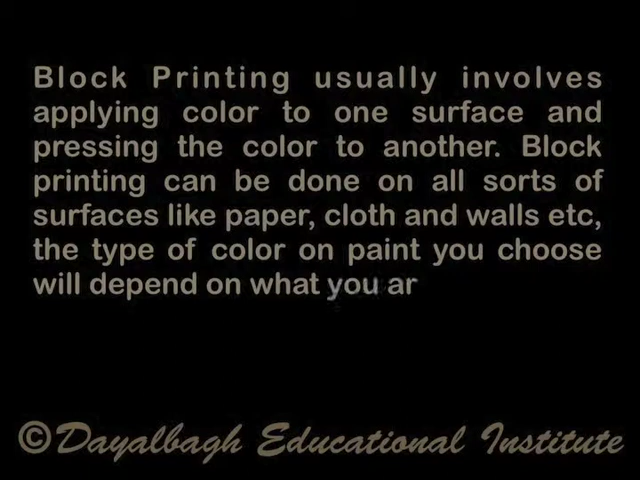 Block Printing usually involves
applying color to one surface and
pressing the color to another. Block
printing can be done on all sorts of
surfaces like paper, cloth and walls etc,
the type of color on paint you choose
will depend on what you ar
©Dayalbagh Educational Institute